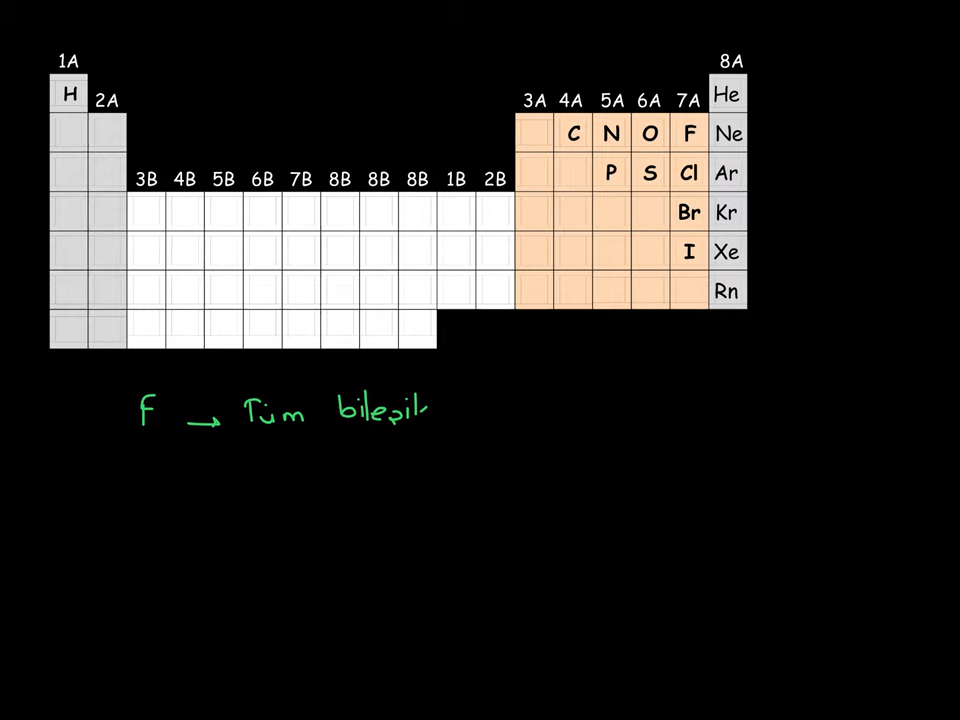 1A 8A
H 2A 3A 4A 5A 6A 7A He
C N O F Ne
3B 4B 5B 6B 7B 8B 8B 8B 1B 2B P S Cl Ar
Br Kr
I Xe
Rn
F → Tüm